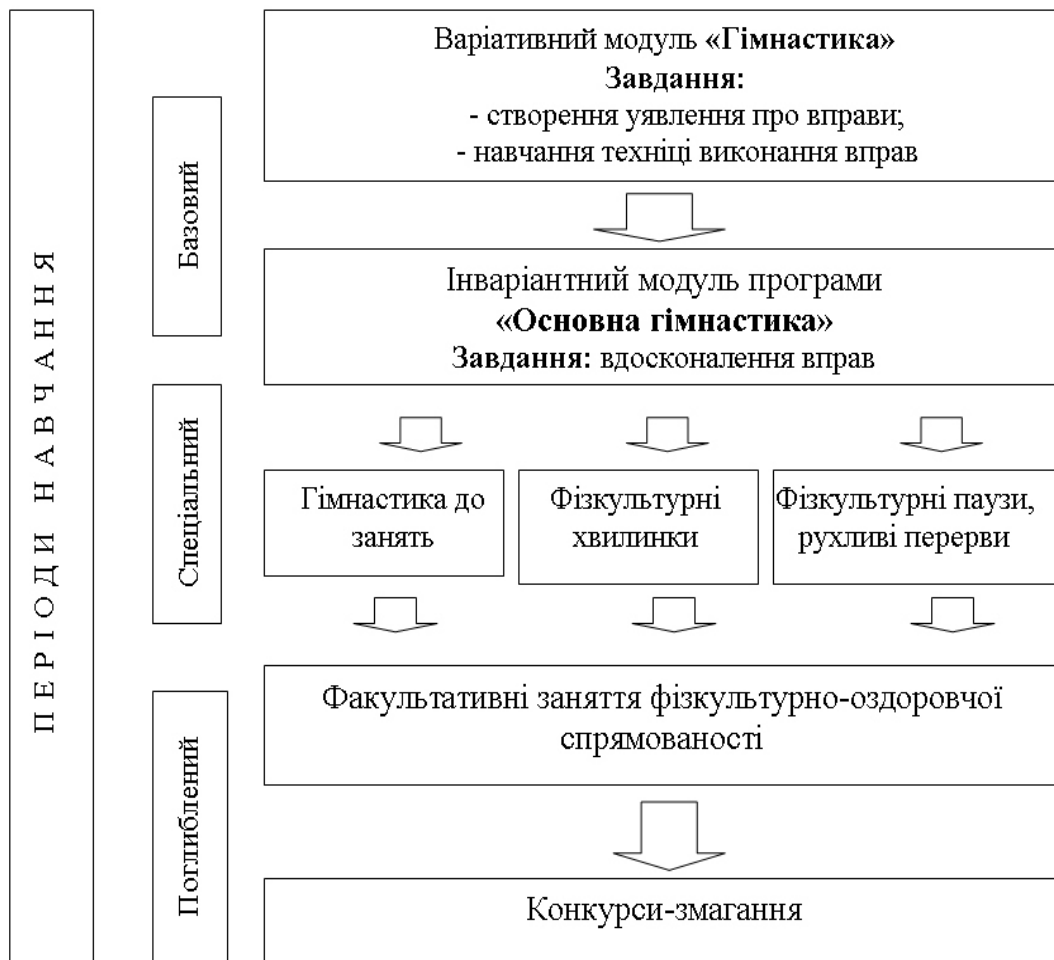 ПЕРІОДИ НАВЧАННЯ
Базовий
Варіативний модуль «Гімнастика»
Завдання:
- створення уявлення про вправи;
- навчання техніці виконання вправ
Інваріантний модуль програми
«Основна гімнастика»
Завдання: вдосконалення вправ
Спеціальний
Гімнастика до
занять
Фізкультурні
хвилинки
Фізкультурні паузи,
рухливі перерви
Поглиблений
Факультативні заняття фізкультурно-оздоровчої
спрямованості
Конкурси-змагання